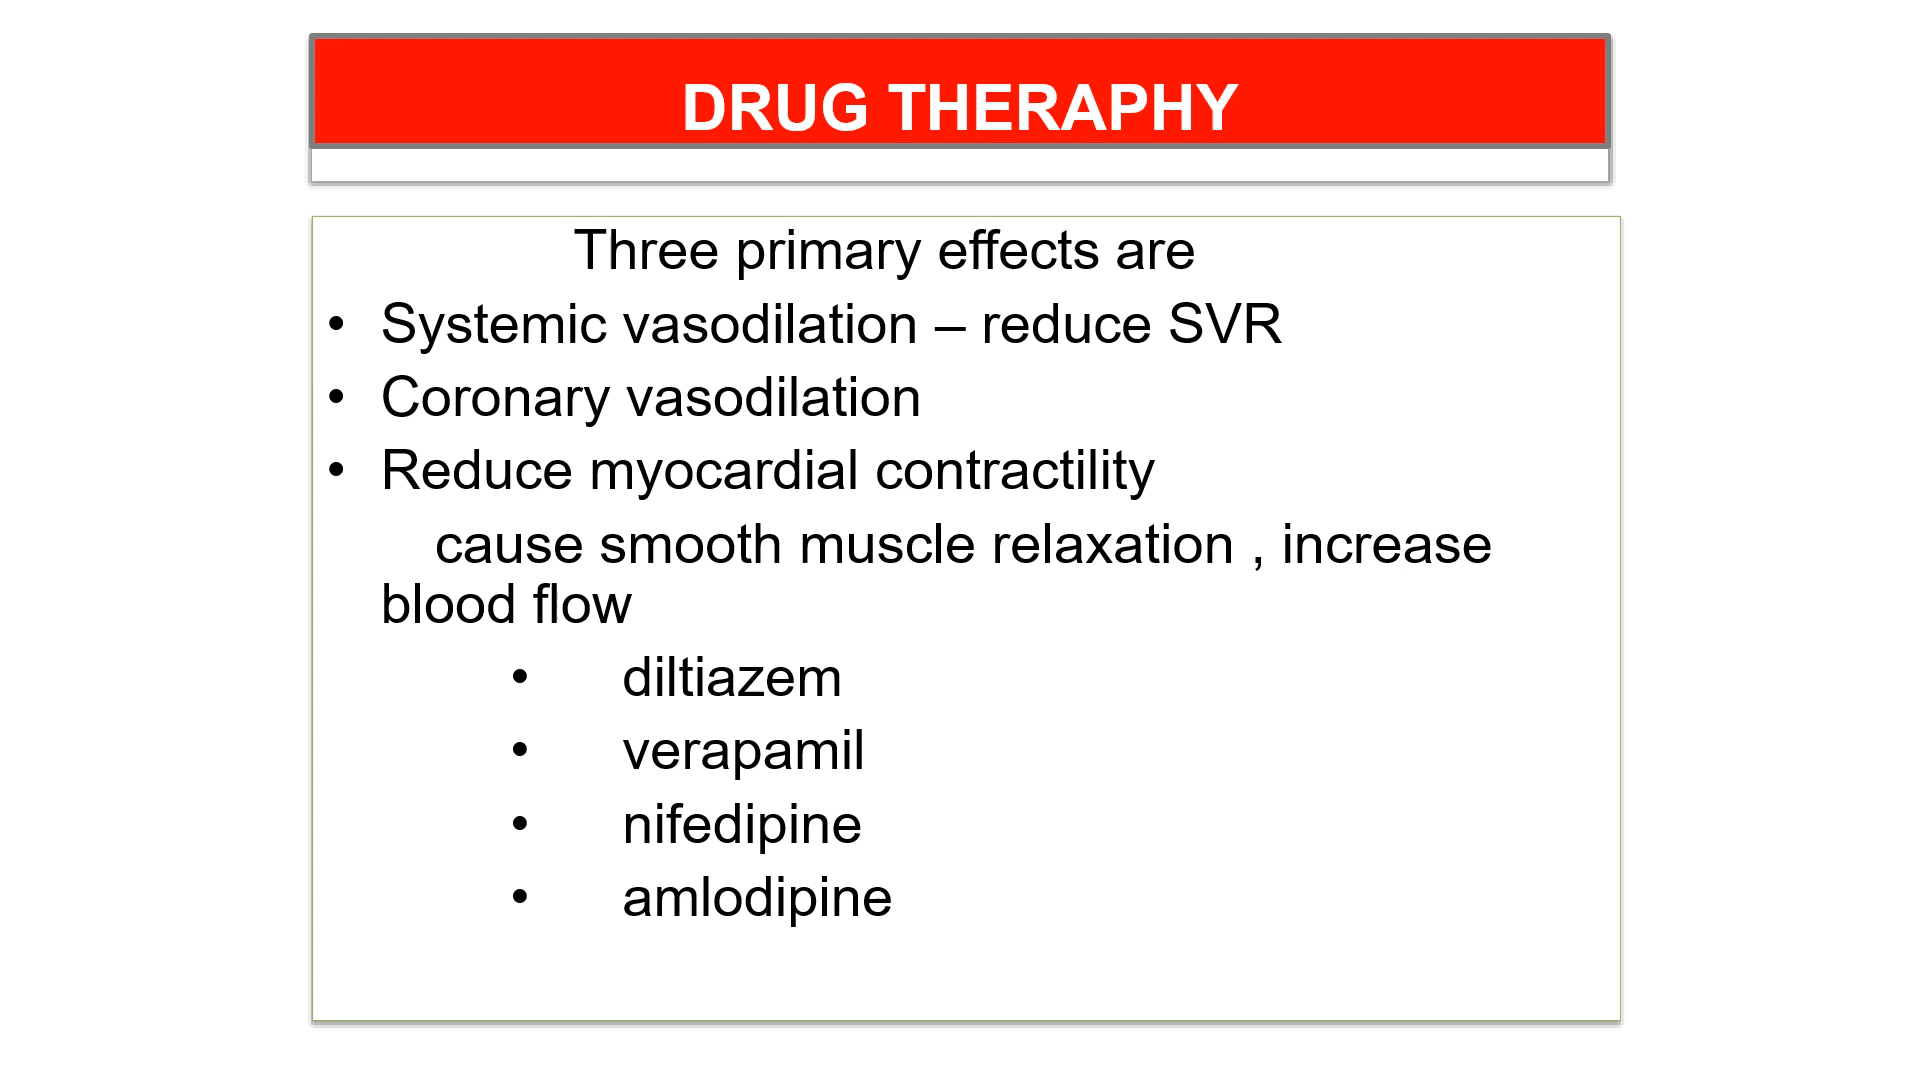 DRUG THERAPHY
Three primary effects are
• Systemic vasodilation – reduce SVR
• Coronary vasodilation
• Reduce myocardial contractility
cause smooth muscle relaxation , increase
blood flow
• diltiazem
• verapamil
• nifedipine
• amlodipine